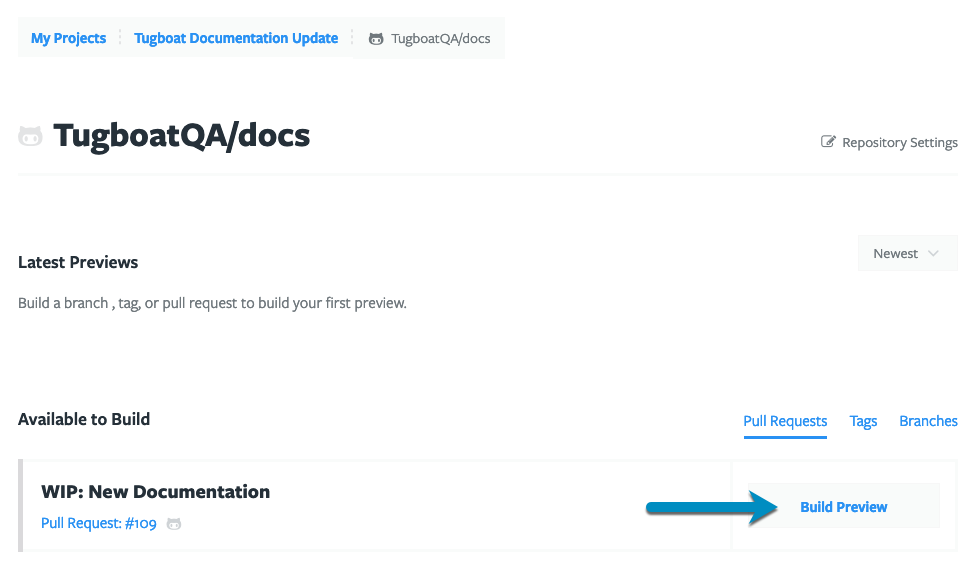 My Projects Tugboat Documentation Update TugboatQA/docs
TugboatQA/docs
Repository Settings
Newest
Latest Previews
Build a branch , tag, or pull request to build your first preview.
Available to Build
Pull Requests Tags Branches
WIP: New Documentation
Pull Request: #109
Build Preview